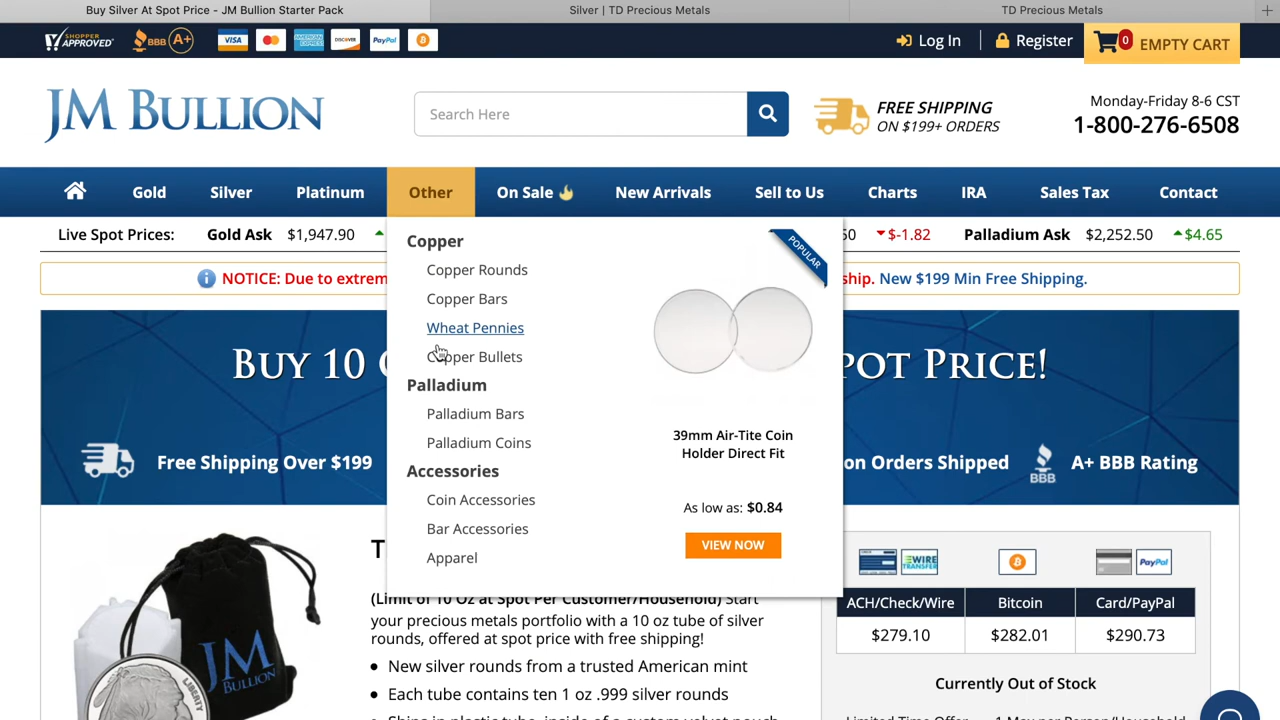 Buy Silver At Spot Price - JM Bullion Starter Pack
Silver | TD Precious Metals
TD Precious Metals
SHOPPER APPROVED
BBB A+
VISA
MasterCard
AMERICAN EXPRESS
DISCOVER
PayPal
Log In
Register
0
EMPTY CART
JM BULLION
Search Here
FREE SHIPPING
ON $199+ ORDERS
Monday-Friday 8-6 CST
1-800-276-6508
Gold
Silver
Platinum
Other
On Sale
New Arrivals
Sell to Us
Charts
IRA
Sales Tax
Contact
Live Spot Prices:
Gold Ask
$1,947.90
50
$-1.82
Palladium Ask
$2,252.50
$4.65
NOTICE: Due to extrem
ship. New $199 Min Free Shipping.
Copper
Copper Rounds
Copper Bars
Wheat Pennies
Copper Bullets
Palladium
Palladium Bars
Palladium Coins
Accessories
Coin Accessories
Bar Accessories
Apparel
POPULAR
39mm Air-Tite Coin
Holder Direct Fit
As low as: $0.84
VIEW NOW
BUY 10
POT PRICE!
Free Shipping Over $199
on Orders Shipped
BBB
A+ BBB Rating
T
(Limit of 10 Oz at Spot Per Customer/Household) Start
your precious metals portfolio with a 10 oz tube of silver
rounds, offered at spot price with free shipping!
• New silver rounds from a trusted American mint
• Each tube contains ten 1 oz .999 silver rounds
• Ships in plastic tube, inside of a custom velvet pouch
JM
BULLION
LIBERTY
WIRE TRANSFER
PayPal
ACH/Check/Wire
Bitcoin
Card/PayPal
$279.10
$282.01
$290.73
Currently Out of Stock
Limited Time Offer - 1 Max per Person/Household